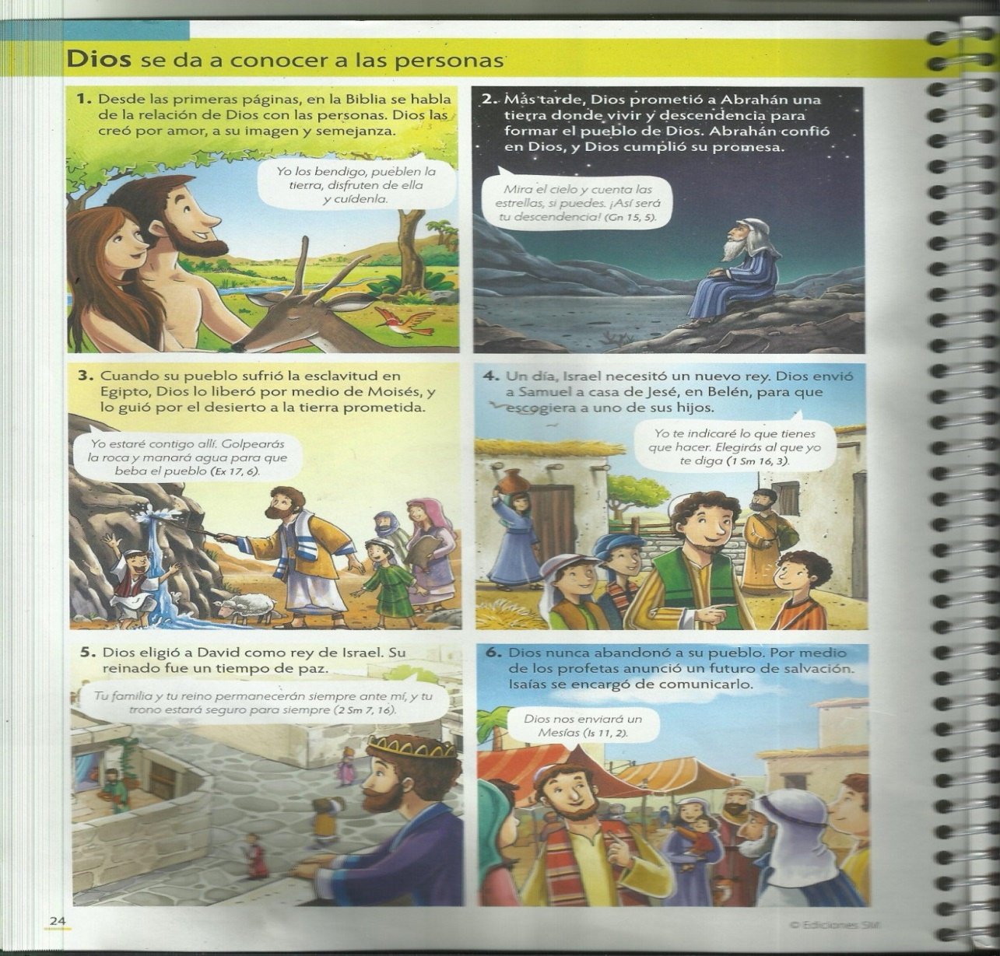 Dios se da a conocer a las personas
1. Desde las primeras páginas, en la Biblia se habla
de la relación de Dios con las personas. Dios las
creó por amor, a su imagen y semejanza.
Yo los bendigo, pueblen la
tierra, disfruten de ella
y cuídenla.
2. Más tarde, Dios prometió a Abrahán una
tierra donde vivir y descendencia para
formar el pueblo de Dios. Abrahán confió
en Dios, y Dios cumplió su promesa.
Mira el cielo y cuenta las
estrellas, si puedes. ¡Así será
tu descendencia! (Gn 15, 5).
3. Cuando su pueblo sufrió la esclavitud en
Egipto, Dios lo liberó por medio de Moisés, y
lo guió por el desierto a la tierra prometida.
Yo estaré contigo allí. Golpearás
la roca y manará agua para que
beba el pueblo (Ex 17, 6).
4. Un día, Israel necesitó un nuevo rey. Dios envió
a Samuel a casa de Jesé, en Belén, para que
escogiera a uno de sus hijos.
Yo te indicaré lo que tienes
que hacer. Elegirás al que yo
te diga (1 Sm 16, 3).
5. Dios eligió a David como rey de Israel. Su
reinado fue un tiempo de paz.
Tu familia y tu reino permanecerán siempre ante mí, y tu
trono estará seguro para siempre (2 Sm 7, 16).
6. Dios nunca abandonó a su pueblo. Por medio
de los profetas anunció un futuro de salvación.
Isaías se encargó de comunicarlo.
Dios nos enviará un
Mesías (Is 11, 2).
24
© Ediciones SM